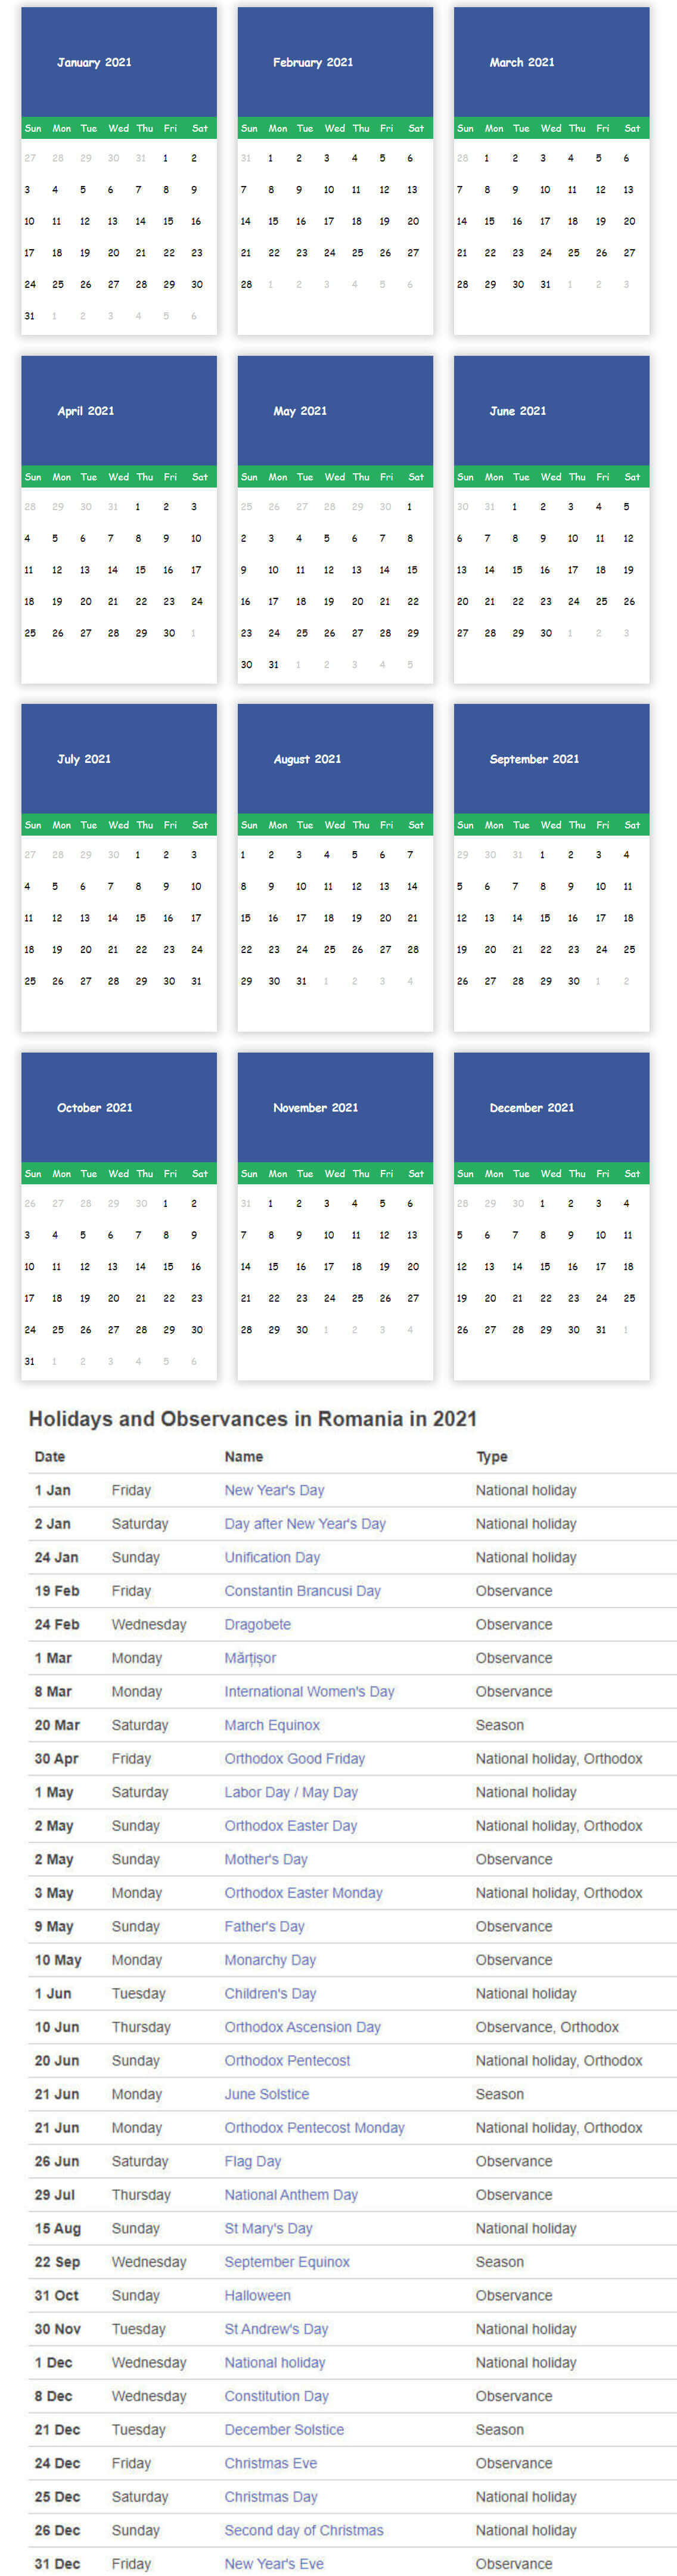 January 2021 February 2021 March 2021
Sun Mon Tue Wed Thu Fri Sat Sun Mon Tue Wed Thu Fri Sat Sun Mon Tue Wed Thu Fri Sat
27 28 29 30 31 1 2 31 1 2 3 4 5 6 28 1 2 3 4 5 6
3 4 5 6 7 8 9 7 8 9 10 11 12 13 7 8 9 10 11 12 13
10 11 12 13 14 15 16 14 15 16 17 18 19 20 14 15 16 17 18 19 20
17 18 19 20 21 22 23 21 22 23 24 25 26 27 21 22 23 24 25 26 27
24 25 26 27 28 29 30 28 1 2 3 4 5 6 28 29 30 31 1 2 3
31 1 2 3 4 5 6
April 2021 May 2021 June 2021
Sun Mon Tue Wed Thu Fri Sat Sun Mon Tue Wed Thu Fri Sat Sun Mon Tue Wed Thu Fri Sat
28 29 30 31 1 2 3 25 26 27 28 29 30 1 30 31 1 2 3 4 5
4 5 6 7 8 9 10 2 3 4 5 6 7 8 6 7 8 9 10 11 12
11 12 13 14 15 16 17 9 10 11 12 13 14 15 13 14 15 16 17 18 19
18 19 20 21 22 23 24 16 17 18 19 20 21 22 20 21 22 23 24 25 26
25 26 27 28 29 30 1 23 24 25 26 27 28 29 27 28 29 30 1 2 3
30 31 1 2 3 4 5
July 2021 August 2021 September 2021
Sun Mon Tue Wed Thu Fri Sat Sun Mon Tue Wed Thu Fri Sat Sun Mon Tue Wed Thu Fri Sat
27 28 29 30 1 2 3 1 2 3 4 5 6 7 29 30 31 1 2 3 4
4 5 6 7 8 9 10 8 9 10 11 12 13 14 5 6 7 8 9 10 11
11 12 13 14 15 16 17 15 16 17 18 19 20 21 12 13 14 15 16 17 18
18 19 20 21 22 23 24 22 23 24 25 26 27 28 19 20 21 22 23 24 25
25 26 27 28 29 30 31 29 30 31 1 2 3 4 26 27 28 29 30 1 2
October 2021 November 2021 December 2021
Sun Mon Tue Wed Thu Fri Sat Sun Mon Tue Wed Thu Fri Sat Sun Mon Tue Wed Thu Fri Sat
26 27 28 29 30 1 2 31 1 2 3 4 5 6 28 29 30 1 2 3 4
3 4 5 6 7 8 9 7 8 9 10 11 12 13 5 6 7 8 9 10 11
10 11 12 13 14 15 16 14 15 16 17 18 19 20 12 13 14 15 16 17 18
17 18 19 20 21 22 23 21 22 23 24 25 26 27 19 20 21 22 23 24 25
24 25 26 27 28 29 30 28 29 30 1 2 3 4 26 27 28 29 30 31 1
31 1 2 3 4 5 6
Holidays and Observances in Romania in 2021
Date Name Type
1 Jan Friday New Year's Day National holiday
2 Jan Saturday Day after New Year's Day National holiday
24 Jan Sunday Unification Day National holiday
19 Feb Friday Constantin Brancusi Day Observance
24 Feb Wednesday Dragobete Observance
1 Mar Monday Mărțișor Observance
8 Mar Monday International Women's Day Observance
20 Mar Saturday March Equinox Season
30 Apr Friday Orthodox Good Friday National holiday, Orthodox
1 May Saturday Labor Day / May Day National holiday
2 May Sunday Orthodox Easter Day National holiday, Orthodox
2 May Sunday Mother's Day Observance
3 May Monday Orthodox Easter Monday National holiday, Orthodox
9 May Sunday Father's Day Observance
10 May Monday Monarchy Day Observance
1 Jun Tuesday Children's Day National holiday
10 Jun Thursday Orthodox Ascension Day Observance, Orthodox
20 Jun Sunday Orthodox Pentecost National holiday, Orthodox
21 Jun Monday June Solstice Season
21 Jun Monday Orthodox Pentecost Monday National holiday, Orthodox
26 Jun Saturday Flag Day Observance
29 Jul Thursday National Anthem Day Observance
15 Aug Sunday St Mary's Day National holiday
22 Sep Wednesday September Equinox Season
31 Oct Sunday Halloween Observance
30 Nov Tuesday St Andrew's Day National holiday
1 Dec Wednesday National holiday National holiday
8 Dec Wednesday Constitution Day Observance
21 Dec Tuesday December Solstice Season
24 Dec Friday Christmas Eve Observance
25 Dec Saturday Christmas Day National holiday
26 Dec Sunday Second day of Christmas National holiday
31 Dec Friday New Year's Eve Observance